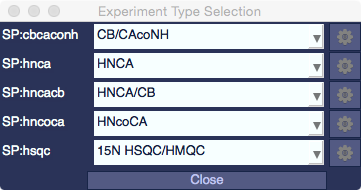 Experiment Type Selection
SP:cbcaconh CB/CAcoNH
SP:hnca HNCA
SP:hncacb HNCA/CB
SP:hncoca HNcoCA
SP:hsqc 15N HSQC/HMQC
Close